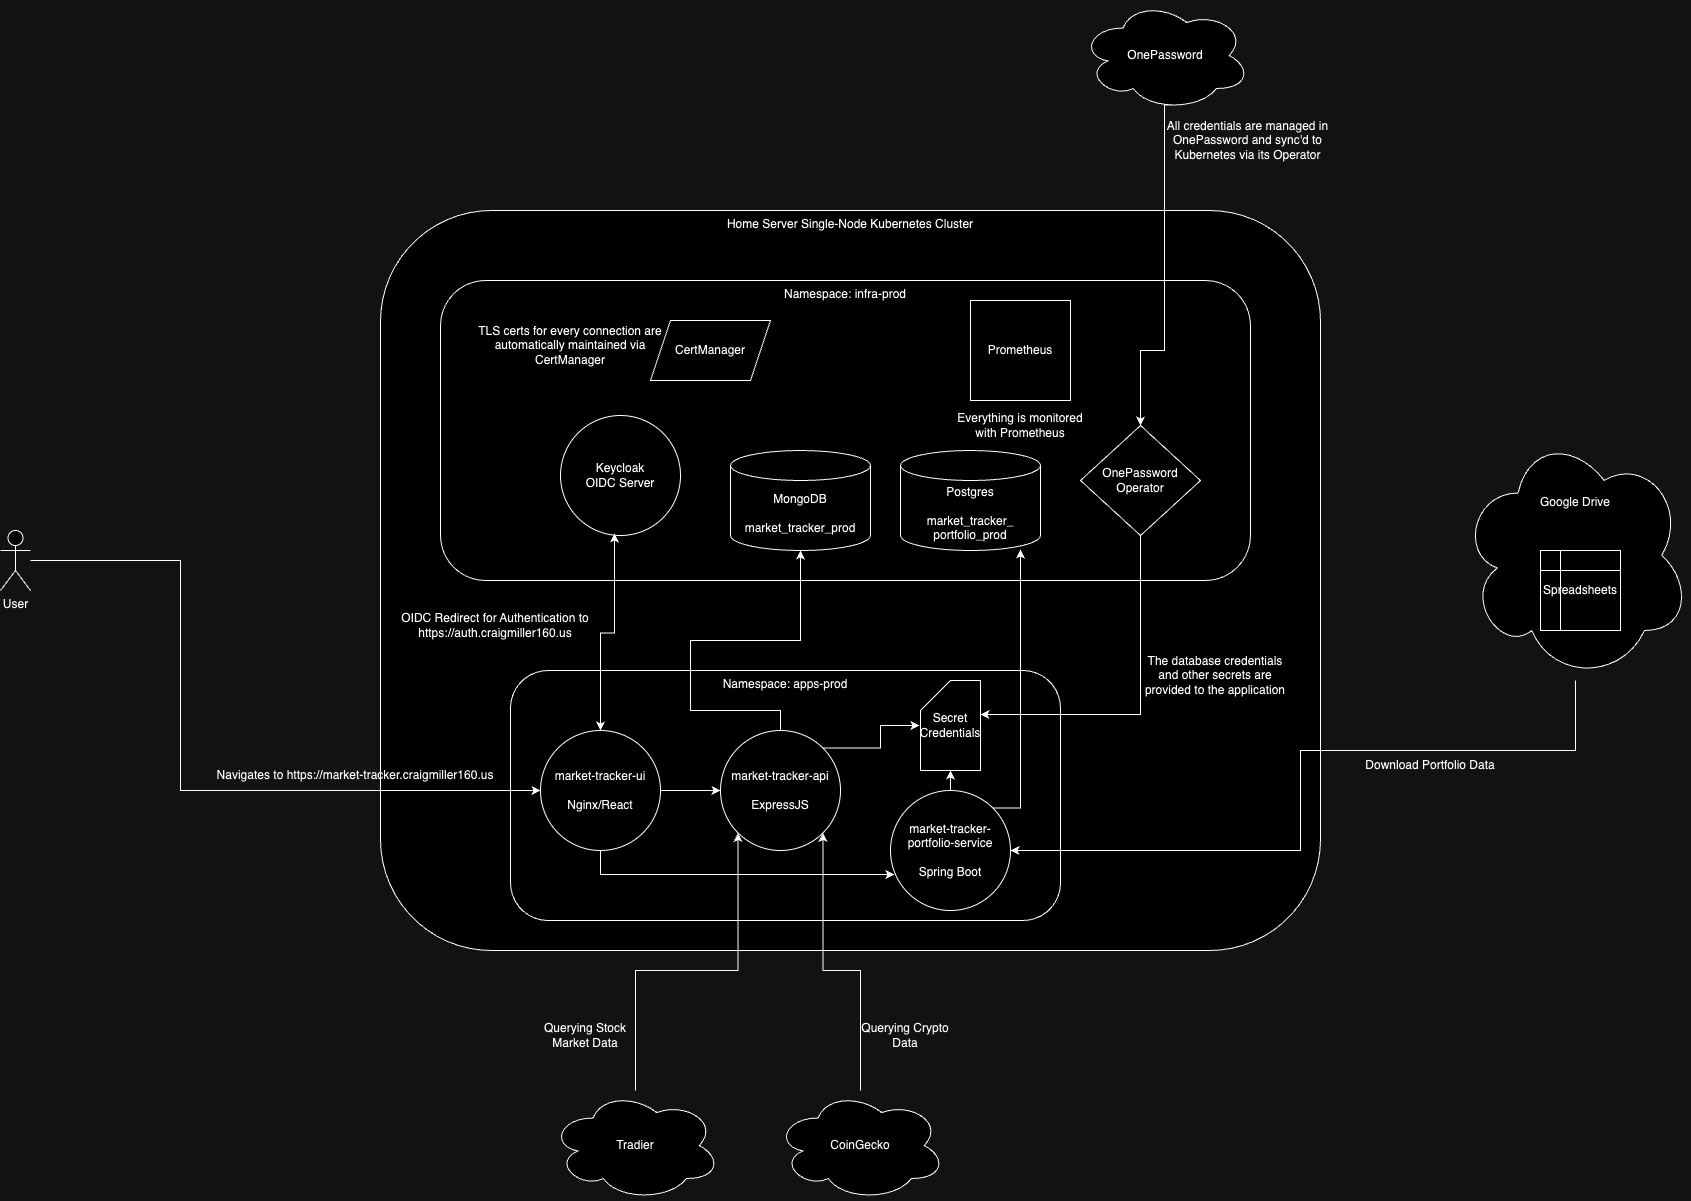 OnePassword
All credentials are managed in
OnePassword and sync'd to
Kubernetes via its Operator
Home Server Single-Node Kubernetes Cluster
Namespace: infra-prod
TLS certs for every connection are
automatically maintained via
CertManager
CertManager
Prometheus
Everything is monitored
with Prometheus
Keycloak
OIDC Server
MongoDB
market_tracker_prod
Postgres
market_tracker_
portfolio_prod
OnePassword
Operator
Google Drive
Spreadsheets
User
OIDC Redirect for Authentication to
https://auth.craigmiller160.us
The database credentials
and other secrets are
provided to the application
Namespace: apps-prod
Secret
Credentials
Navigates to https://market-tracker.craigmiller160.us
market-tracker-ui
Nginx/React
market-tracker-api
ExpressJS
market-tracker-
portfolio-service
Spring Boot
Download Portfolio Data
Querying Stock
Market Data
Querying Crypto
Data
Tradier
CoinGecko